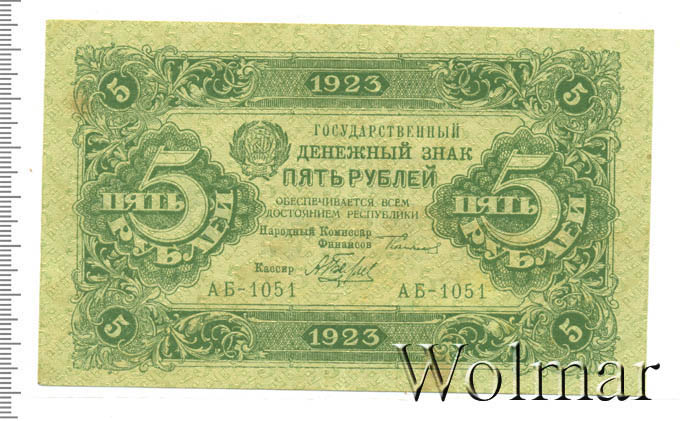 5 1923 5
ГОСУДАРСТВЕННЫЙ
ДЕНЕЖНЫЙ ЗНАК
ПЯТЬ РУБЛЕЙ
ОБЕСПЕЧИВАЕТСЯ ВСЕМ
ДОСТОЯНИЕМ РЕСПУБЛИКИ
5 ПЯТЬ РУБЛЕЙ
5 ПЯТЬ РУБЛЕЙ
Народный Комиссар
Финансов
Кассир
АБ-1051 АБ-1051
5 1923 5
Wolmar